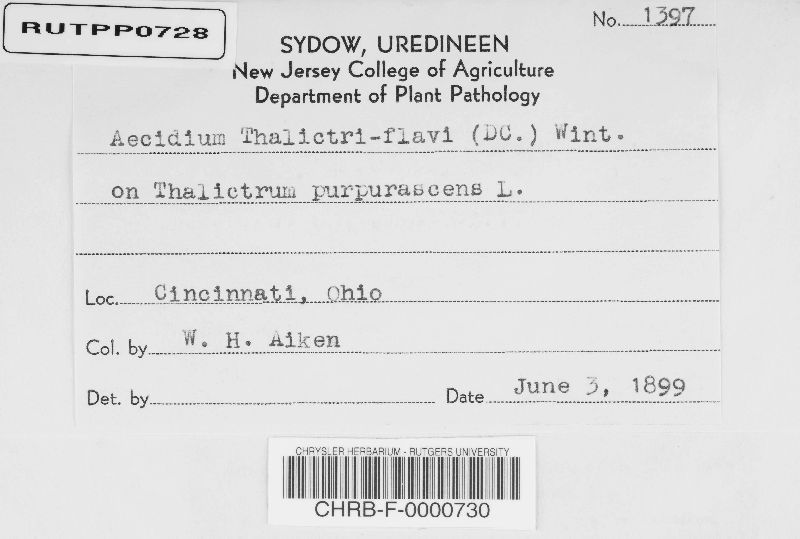 RUTPP0728
No. 1397
SYDOW, UREDINEEN
New Jersey College of Agriculture
Department of Plant Pathology
Aecidium Thalictri-flavi (DC.) Wint.
on Thalictrum purpurascens L.
Loc. Cincinnati, Ohio
Col. by W. H. Aiken
Det. by
Date June 3, 1899
CHRYSLER HERBARIUM - RUTGERS UNIVERSITY
CHRB-F-0000730